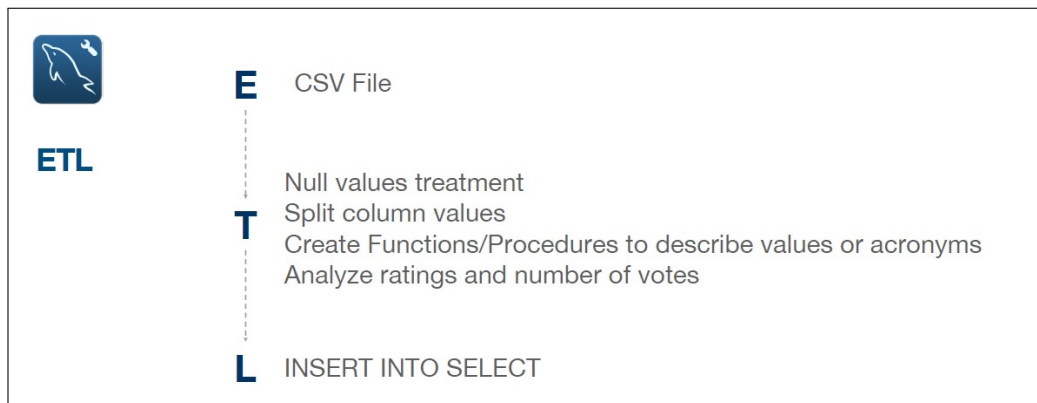 E CSV File
ETL
Null values treatment
T Split column values
Create Functions/Procedures to describe values or acronyms
Analyze ratings and number of votes
L INSERT INTO SELECT